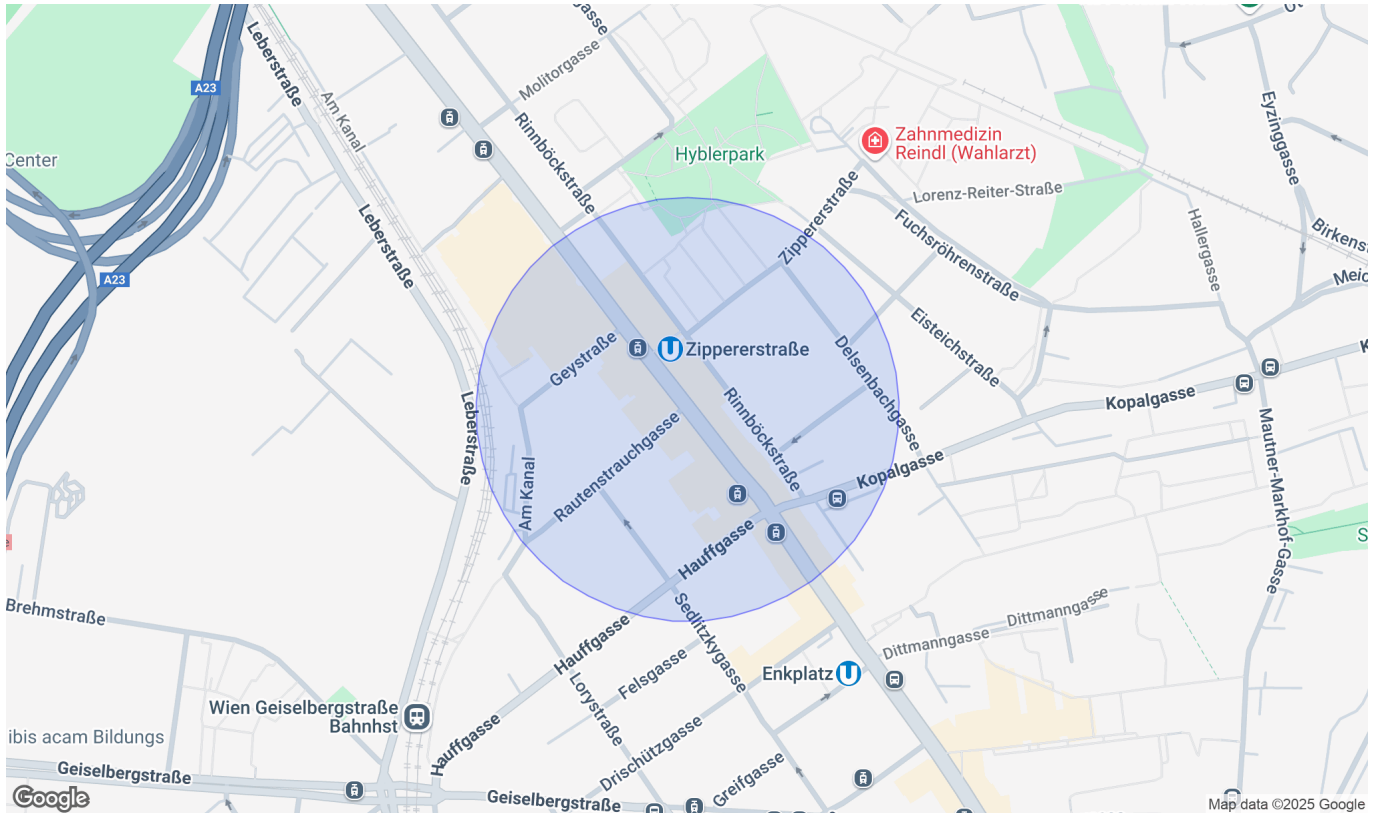 Leberstraße
A23
Am Kanal
Molitorgasse
Rinnböckstraße
Hyblerpark
Zahnmedizin
Reindl (Wahlarzt)
Eyzinggasse
Center
Lorenz-Reiter-Straße
Leberstraße
Zippererstraße
Fuchsröhrenstraße
Hallergasse
Birkenst
A23
Meic
Geystraße
Zippererstraße
Eisteichstraße
Delsenbachgasse
Leberstraße
Rinnböckstraße
Kopalgasse
Rautenstrauchgasse
Kopalgasse
Am Kanal
Mautner-Markhof-Gasse
S
Hauffgasse
Brehmstraße
Sedlitzkygasse
Dittmanngasse
Dittmanngasse
Hauffgasse
Felsgasse
Enkplatz
Wien Geiselbergstraße
Bahnhst
Lorystraße
ibis acam Bildungs
Hauffgasse
Drischützgasse
Geiselbergstraße
Greifgasse
Geiselbergstraße
Google
Map data ©2025 Google